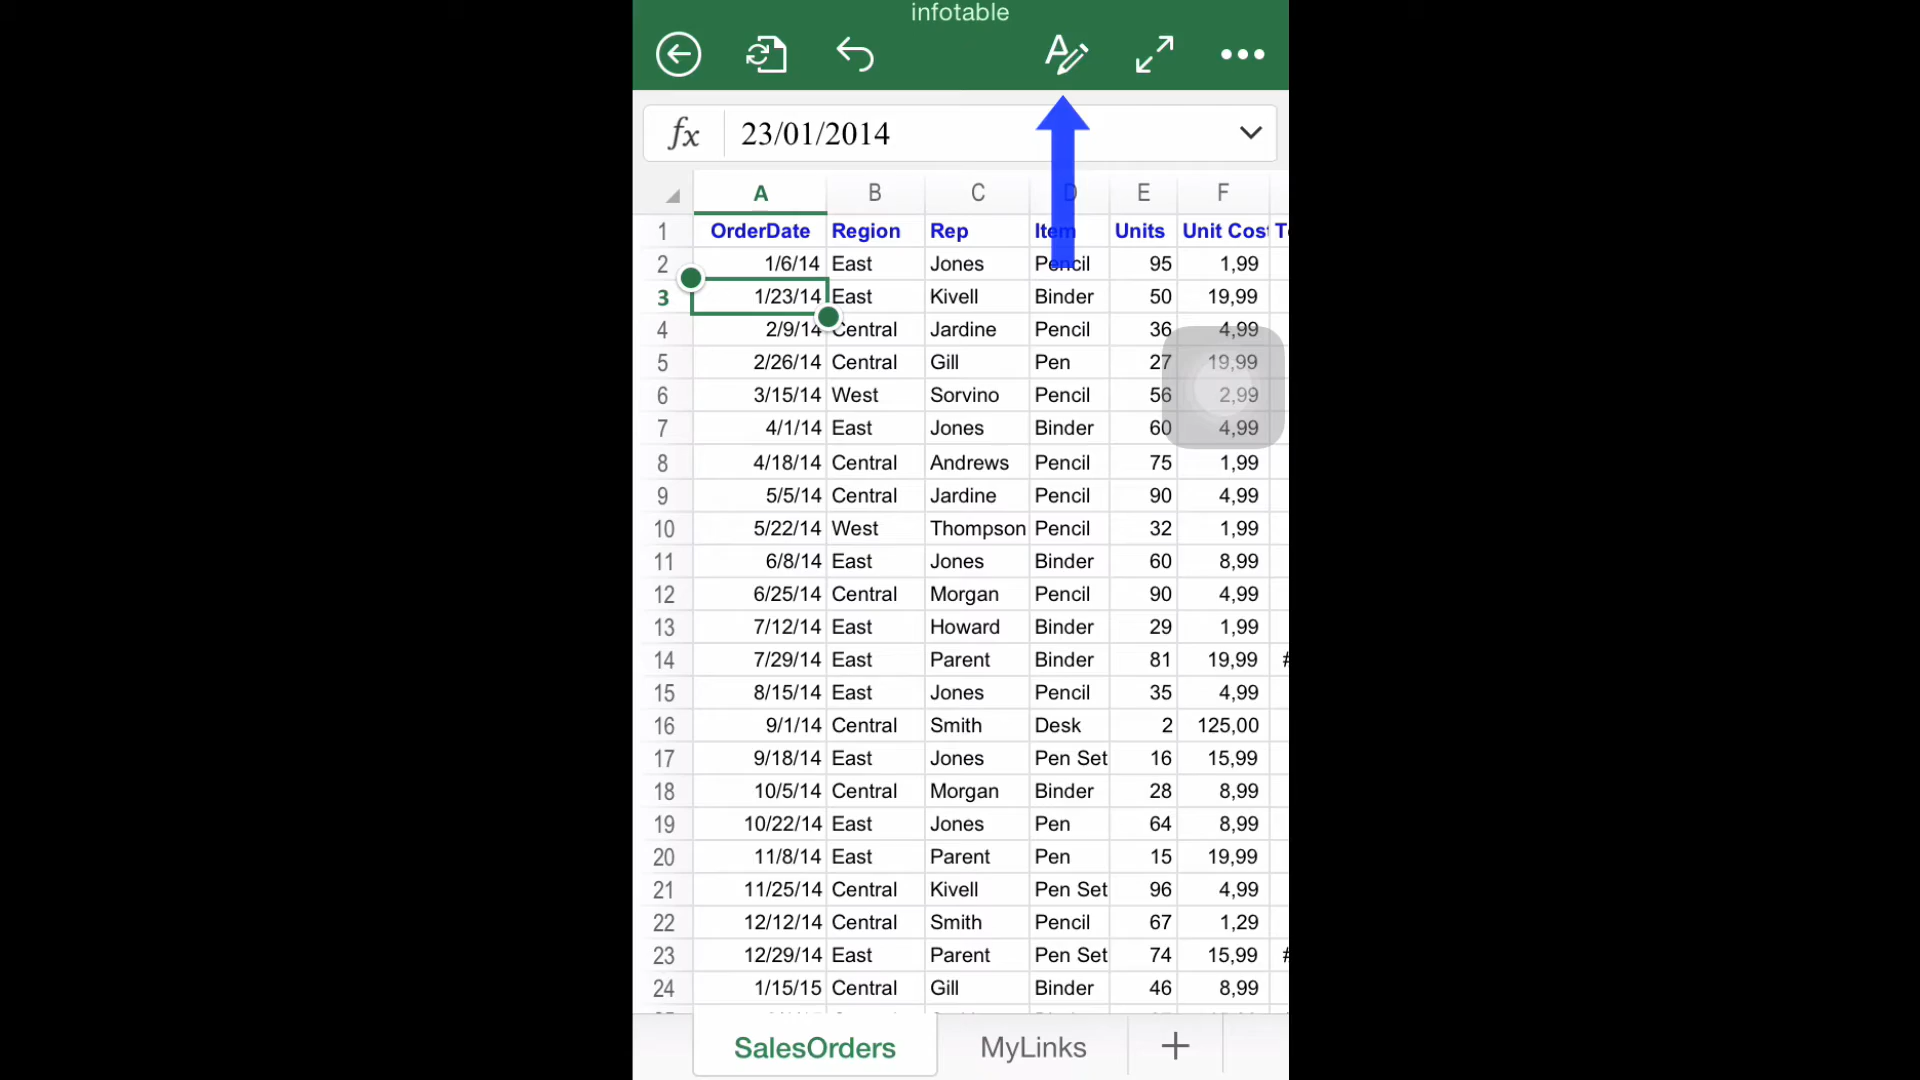 infotable
fx 23/01/2014
A B C D E F
1 OrderDate Region Rep Item Units Unit Cost
2 1/6/14 East Jones Pencil 95 1,99
3 1/23/14 East Kivell Binder 50 19,99
4 2/9/14 Central Jardine Pencil 36 4,99
5 2/26/14 Central Gill Pen 27 19,99
6 3/15/14 West Sorvino Pencil 56 2,99
7 4/1/14 East Jones Binder 60 4,99
8 4/18/14 Central Andrews Pencil 75 1,99
9 5/5/14 Central Jardine Pencil 90 4,99
10 5/22/14 West Thompson Pencil 32 1,99
11 6/8/14 East Jones Binder 60 8,99
12 6/25/14 Central Morgan Pencil 90 4,99
13 7/12/14 East Howard Binder 29 1,99
14 7/29/14 East Parent Binder 81 19,99 #
15 8/15/14 East Jones Pencil 35 4,99
16 9/1/14 Central Smith Desk 2 125,00
17 9/18/14 East Jones Pen Set 16 15,99
18 10/5/14 Central Morgan Binder 28 8,99
19 10/22/14 East Jones Pen 64 8,99
20 11/8/14 East Parent Pen 15 19,99
21 11/25/14 Central Kivell Pen Set 96 4,99
22 12/12/14 Central Smith Pencil 67 1,29
23 12/29/14 East Parent Pen Set 74 15,99 #
24 1/15/15 Central Gill Binder 46 8,99
SalesOrders MyLinks +